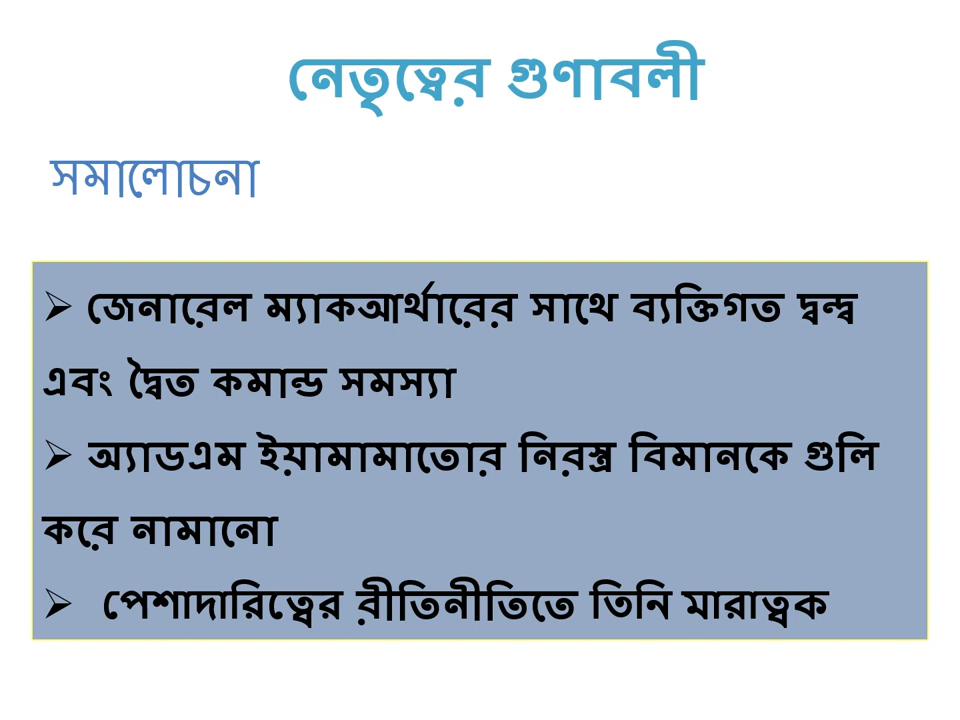 নেতৃত্বের গুণাবলী
সমালোচনা
➢ জেনারেল ম্যাকআর্থারের সাথে ব্যক্তিগত দ্বন্দ্ব
এবং দ্বৈত কমান্ড সমস্যা
➢ অ্যাডএম ইয়ামামাতোর নিরস্ত্র বিমানকে গুলি
করে নামানো
➢ পেশাদারিত্বের রীতিনীতিতে তিনি মারাত্বক